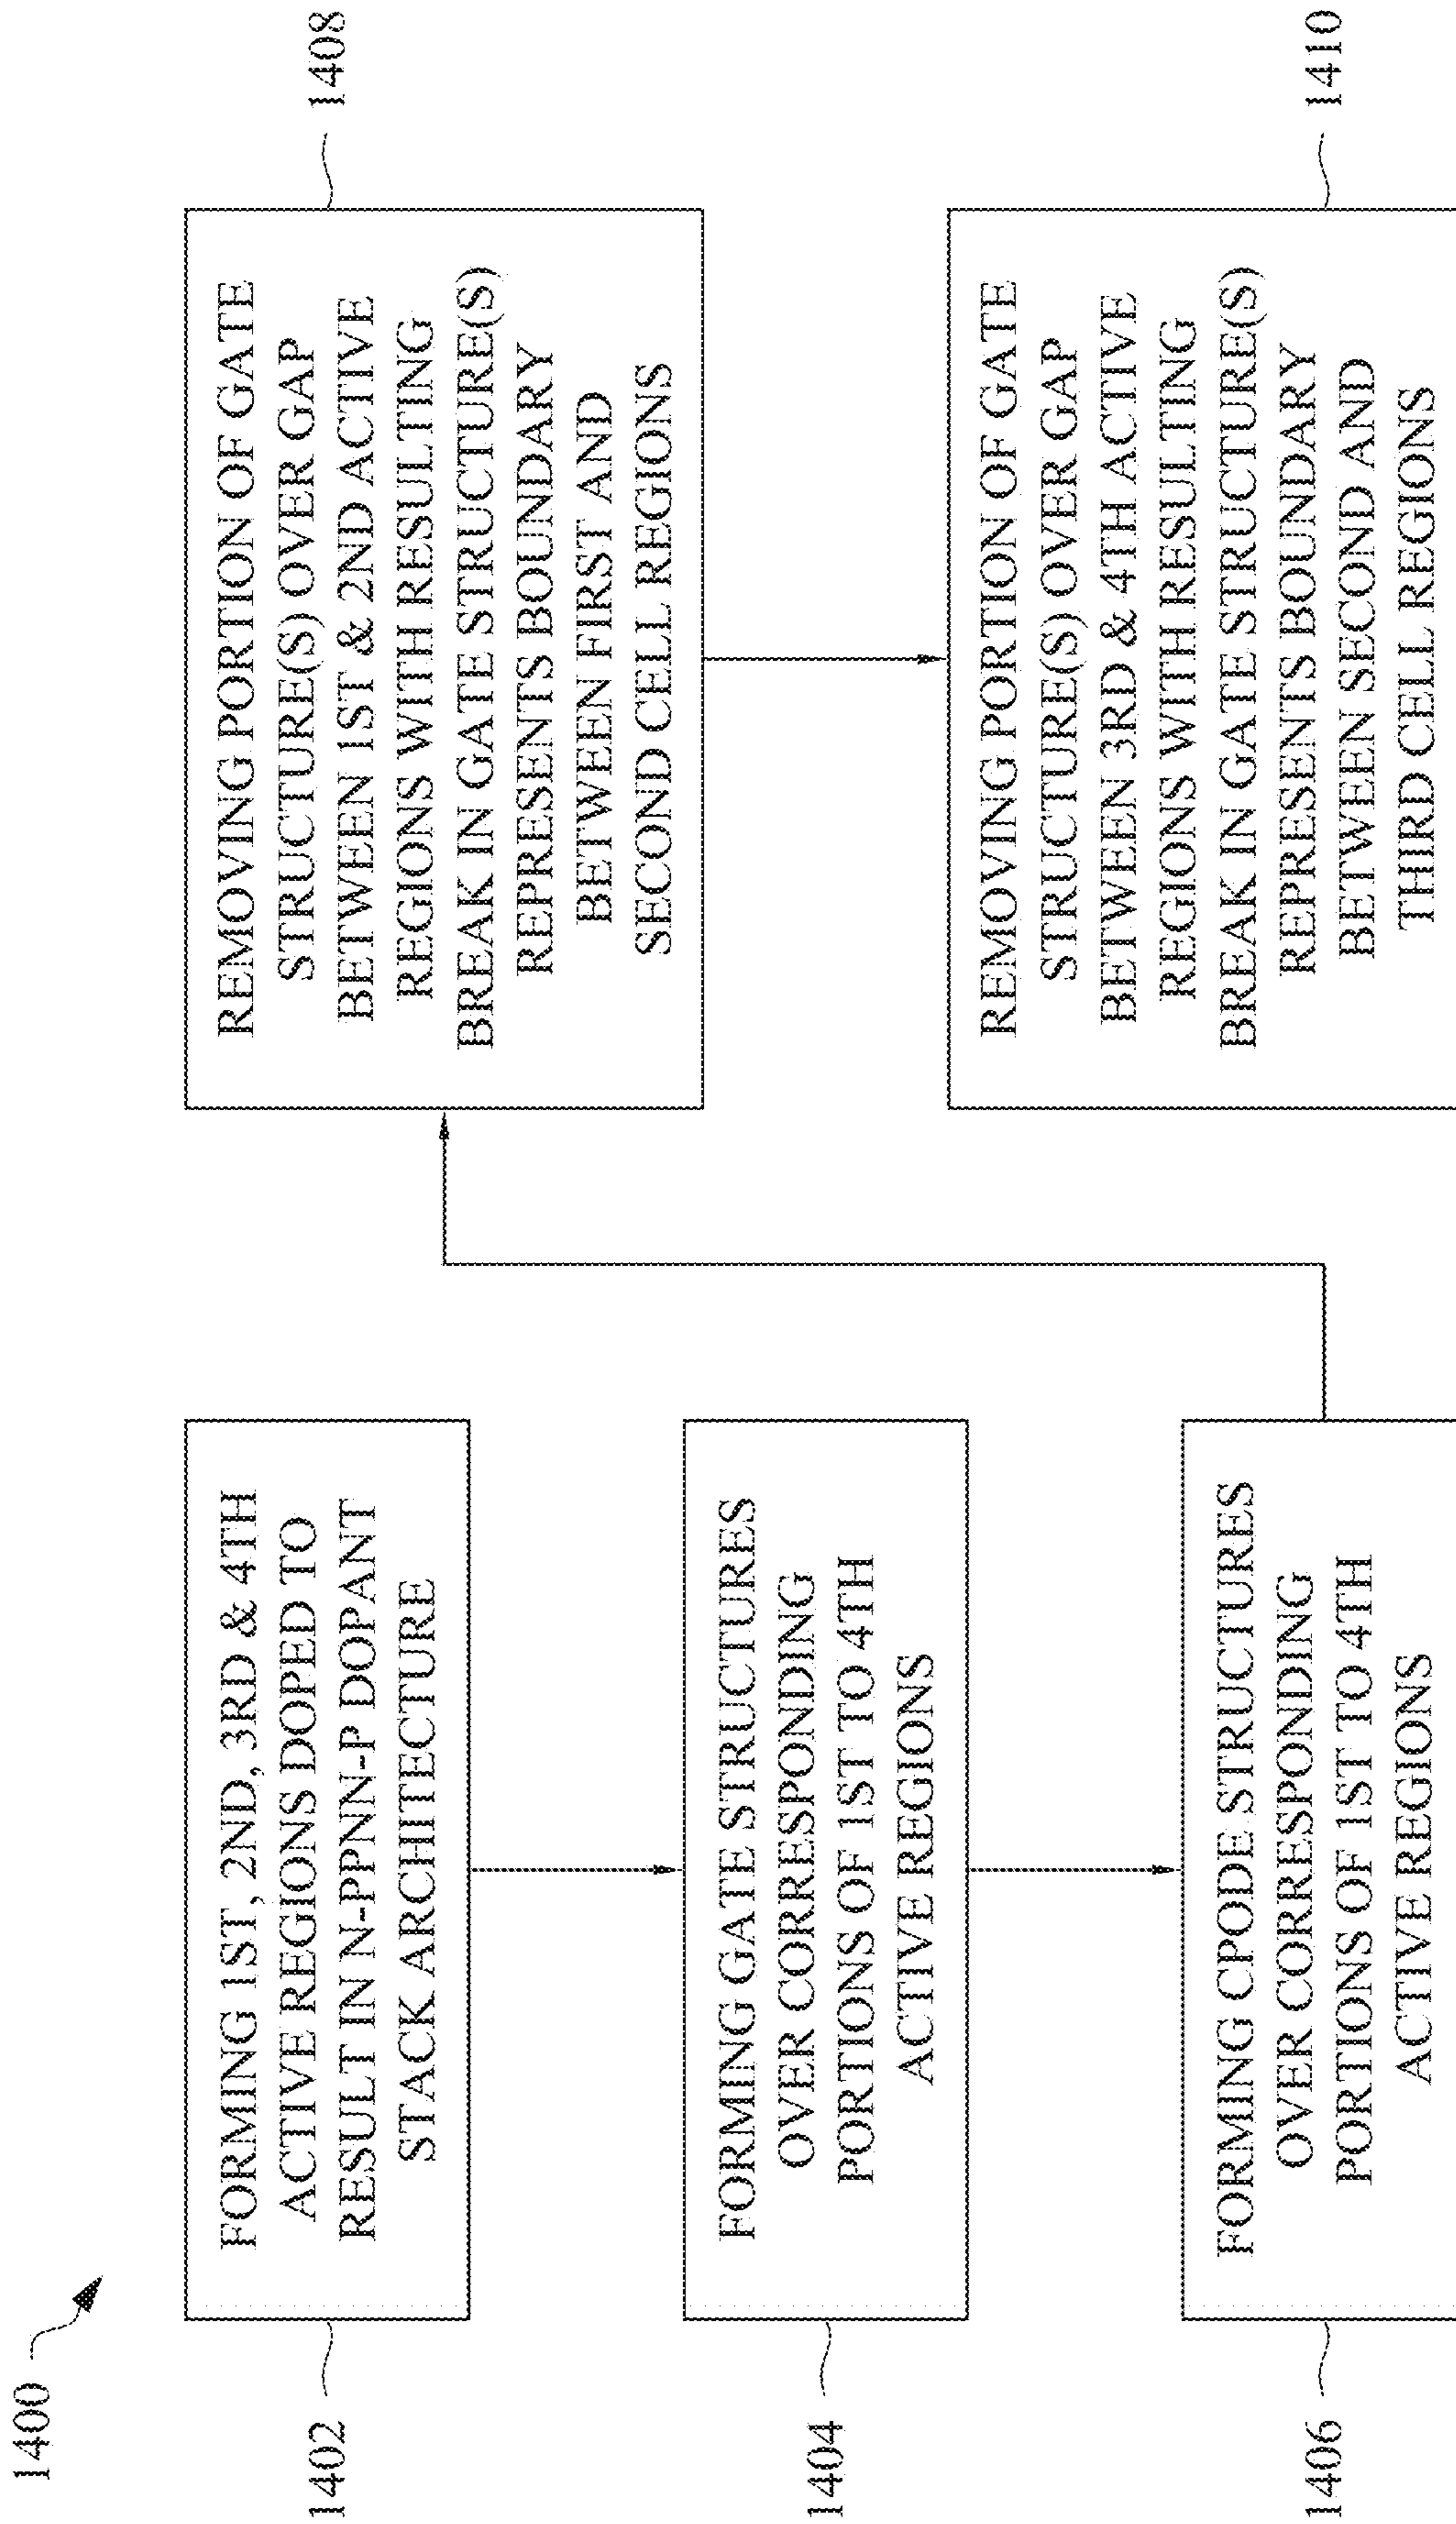 1400
1402
FORMING 1ST, 2ND, 3RD & 4TH
ACTIVE REGIONS DOPED TO
RESULT IN N-PPNN-P DOPANT
STACK ARCHITECTURE
1404
FORMING GATE STRUCTURES
OVER CORRESPONDING
PORTIONS OF 1ST TO 4TH
ACTIVE REGIONS
1406
FORMING CPODE STRUCTURES
OVER CORRESPONDING
PORTIONS OF 1ST TO 4TH
ACTIVE REGIONS
1408
REMOVING PORTION OF GATE
STRUCTURE(S) OVER GAP
BETWEEN 1ST & 2ND ACTIVE
REGIONS WITH RESULTING
BREAK IN GATE STRUCTURE(S)
REPRESENTS BOUNDARY
BETWEEN FIRST AND
SECOND CELL REGIONS
1410
REMOVING PORTION OF GATE
STRUCTURE(S) OVER GAP
BETWEEN 3RD & 4TH ACTIVE
REGIONS WITH RESULTING
BREAK IN GATE STRUCTURE(S)
REPRESENTS BOUNDARY
BETWEEN SECOND AND
THIRD CELL REGIONS